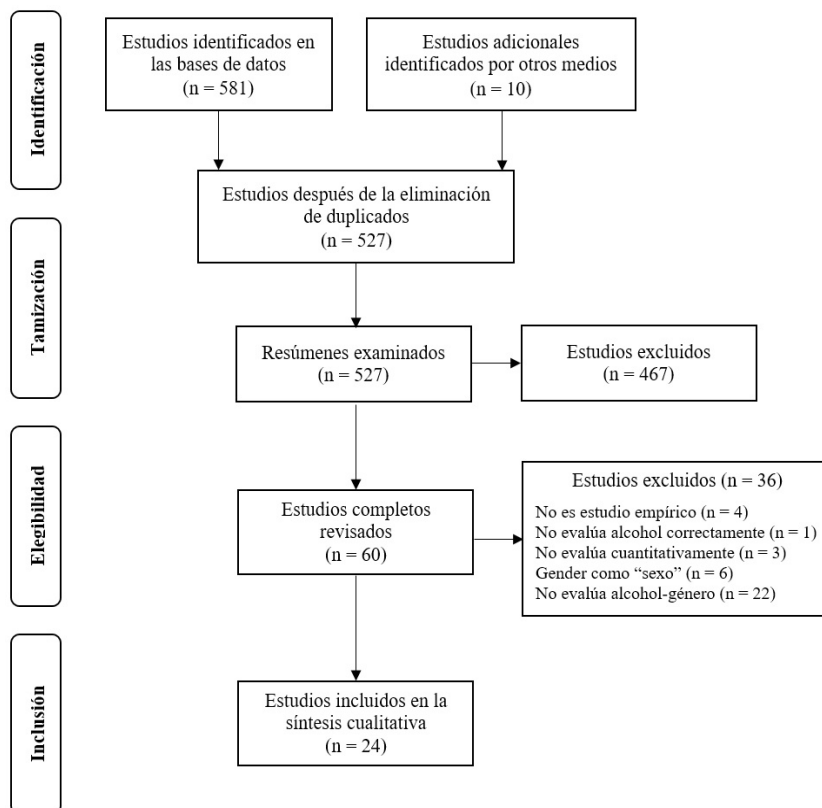 Identificación
Estudios identificados en
las bases de datos
(n = 581)
Estudios adicionales
identificados por otros medios
(n = 10)
Estudios después de la eliminación
de duplicados
(n = 527)
Tamización
Resúmenes examinados
(n = 527)
Estudios excluidos
(n = 467)
Elegibilidad
Estudios completos
revisados
(n = 60)
Estudios excluidos (n = 36)
No es estudio empírico (n = 4)
No evalúa alcohol correctamente (n = 1)
No evalúa cuantitativamente (n = 3)
Gender como “sexo” (n = 6)
No evalúa alcohol-género (n = 22)
Inclusión
Estudios incluidos en la
síntesis cualitativa
(n = 24)